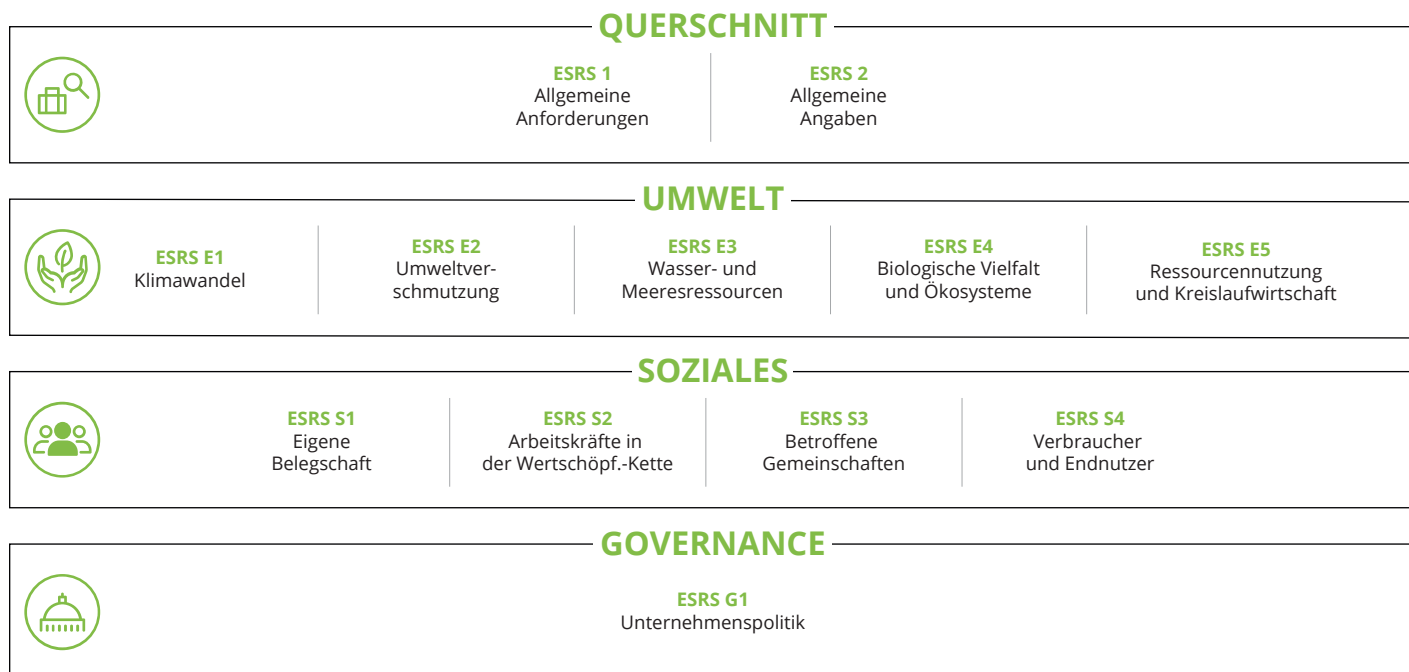 QUERSCHNITT
ESRS 1
Allgemeine
Anforderungen
ESRS 2
Allgemeine
Angaben
UMWELT
ESRS E1
Klimawandel
ESRS E2
Umweltver-
schmutzung
ESRS E3
Wasser- und
Meeresressourcen
ESRS E4
Biologische Vielfalt
und Ökosysteme
ESRS E5
Ressourcennutzung
und Kreislaufwirtschaft
SOZIALES
ESRS S1
Eigene
Belegschaft
ESRS S2
Arbeitskräfte in
der Wertschöpf.-Kette
ESRS S3
Betroffene
Gemeinschaften
ESRS S4
Verbraucher
und Endnutzer
GOVERNANCE
ESRS G1
Unternehmenspolitik